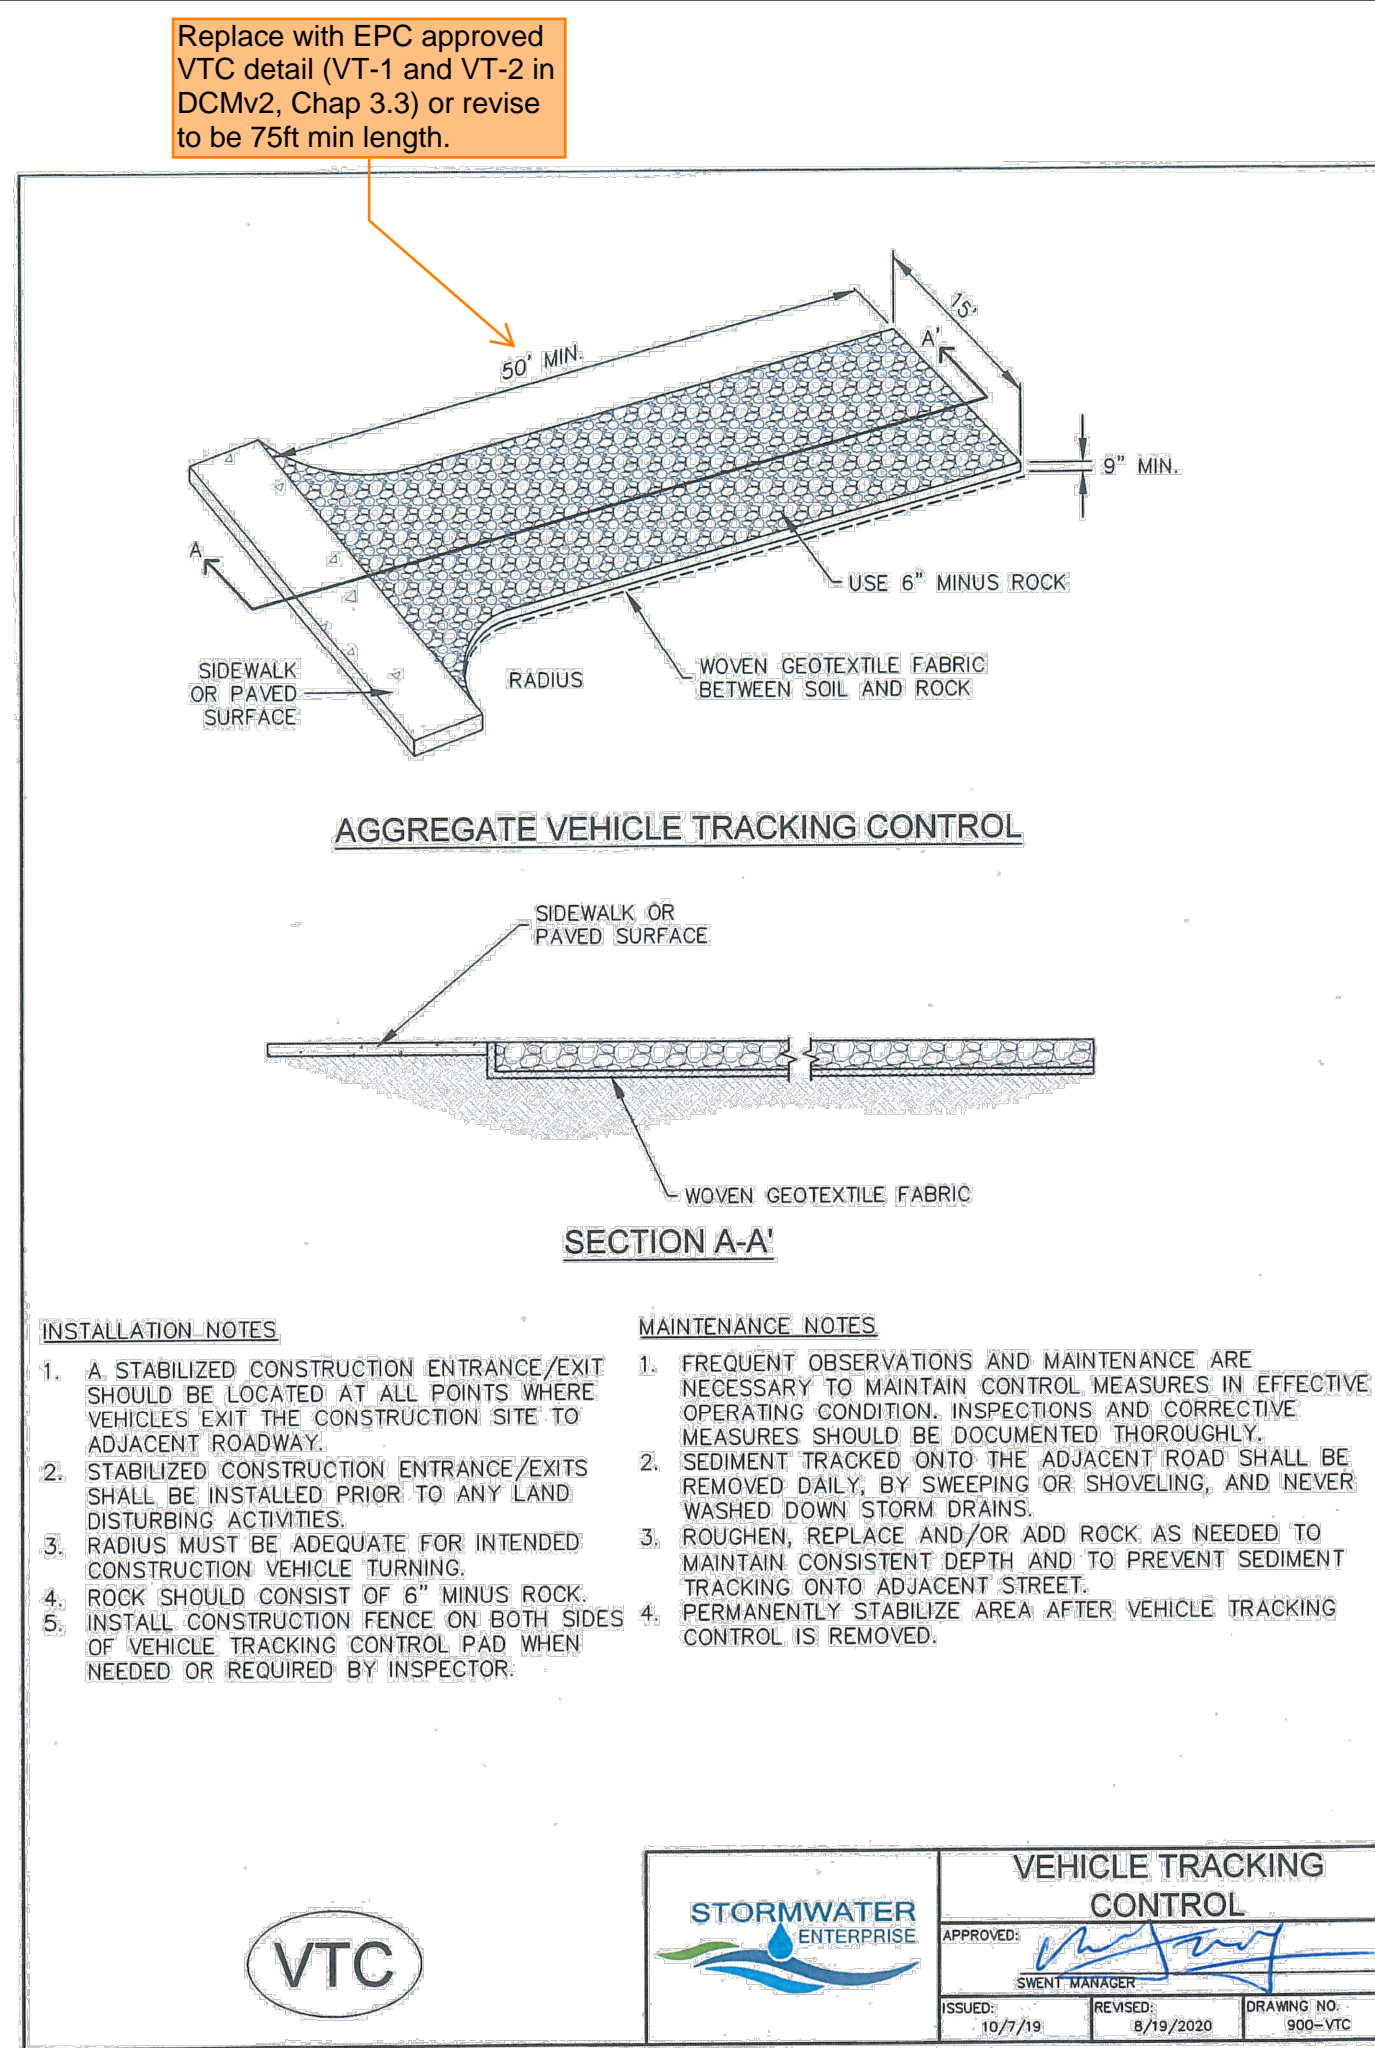 Replace with EPC approved
VTC detail (VT-1 and VT-2 in
DCMv2, Chap 3.3) or revise
to be 75ft min length.
15'
A'
50' MIN.
9" MIN.
A
USE 6" MINUS ROCK
SIDEWALK
OR PAVED
SURFACE
RADIUS
WOVEN GEOTEXTILE FABRIC
BETWEEN SOIL AND ROCK
AGGREGATE VEHICLE TRACKING CONTROL
SIDEWALK OR
PAVED SURFACE
WOVEN GEOTEXTILE FABRIC
SECTION A-A'
INSTALLATION NOTES
1. A STABILIZED CONSTRUCTION ENTRANCE/EXIT
SHOULD BE LOCATED AT ALL POINTS WHERE
VEHICLES EXIT THE CONSTRUCTION SITE TO
ADJACENT ROADWAY.
2. STABILIZED CONSTRUCTION ENTRANCE/EXITS
SHALL BE INSTALLED PRIOR TO ANY LAND
DISTURBING ACTIVITIES.
3. RADIUS MUST BE ADEQUATE FOR INTENDED
CONSTRUCTION VEHICLE TURNING.
4. ROCK SHOULD CONSIST OF 6" MINUS ROCK.
5. INSTALL CONSTRUCTION FENCE ON BOTH SIDES
OF VEHICLE TRACKING CONTROL PAD WHEN
NEEDED OR REQUIRED BY INSPECTOR.
MAINTENANCE NOTES
1. FREQUENT OBSERVATIONS AND MAINTENANCE ARE
NECESSARY TO MAINTAIN CONTROL MEASURES IN EFFECTIVE
OPERATING CONDITION. INSPECTIONS AND CORRECTIVE
MEASURES SHOULD BE DOCUMENTED THOROUGHLY.
2. SEDIMENT TRACKED ONTO THE ADJACENT ROAD SHALL BE
REMOVED DAILY, BY SWEEPING OR SHOVELING, AND NEVER
WASHED DOWN STORM DRAINS.
3. ROUGHEN, REPLACE AND/OR ADD ROCK AS NEEDED TO
MAINTAIN CONSISTENT DEPTH AND TO PREVENT SEDIMENT
TRACKING ONTO ADJACENT STREET.
4. PERMANENTLY STABILIZE AREA AFTER VEHICLE TRACKING
CONTROL IS REMOVED.
VTC
STORMWATER
ENTERPRISE
VEHICLE TRACKING
CONTROL
APPROVED:
SWENT MANAGER
ISSUED:
10/7/19
REVISED:
8/19/2020
DRAWING NO.
900-VTC